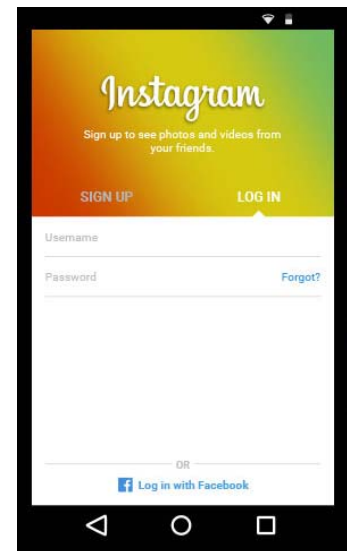 Instagram
Sign up to see photos and videos from
your friends.
SIGN UP LOG IN
Username
Password Forgot?
OR
Log in with Facebook